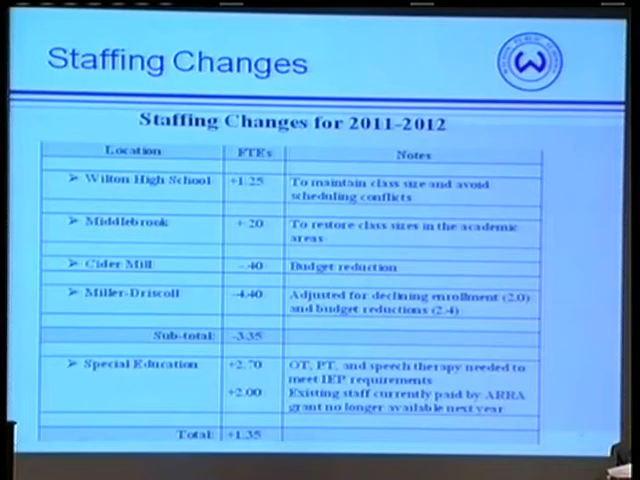 Staffing Changes
Staffing Changes for 2011-2012
Location FTEs Notes
➢ Wilton High School +1.25 To maintain class size and avoid
scheduling conflicts
➢ Middlebrook +.20 To restore class sizes in the academic
areas
➢ Cider Mill -.40 Budget reduction
➢ Miller-Driscoll -4.40 Adjusted for declining enrollment (2.0)
and budget reductions (2.4)
Sub-total: -3.35
➢ Special Education +2.70 OT, PT, and speech therapy needed to
meet IEP requirements
+2.00 Existing staff currently paid by ARRA
grant no longer available next year
Total: +1.35